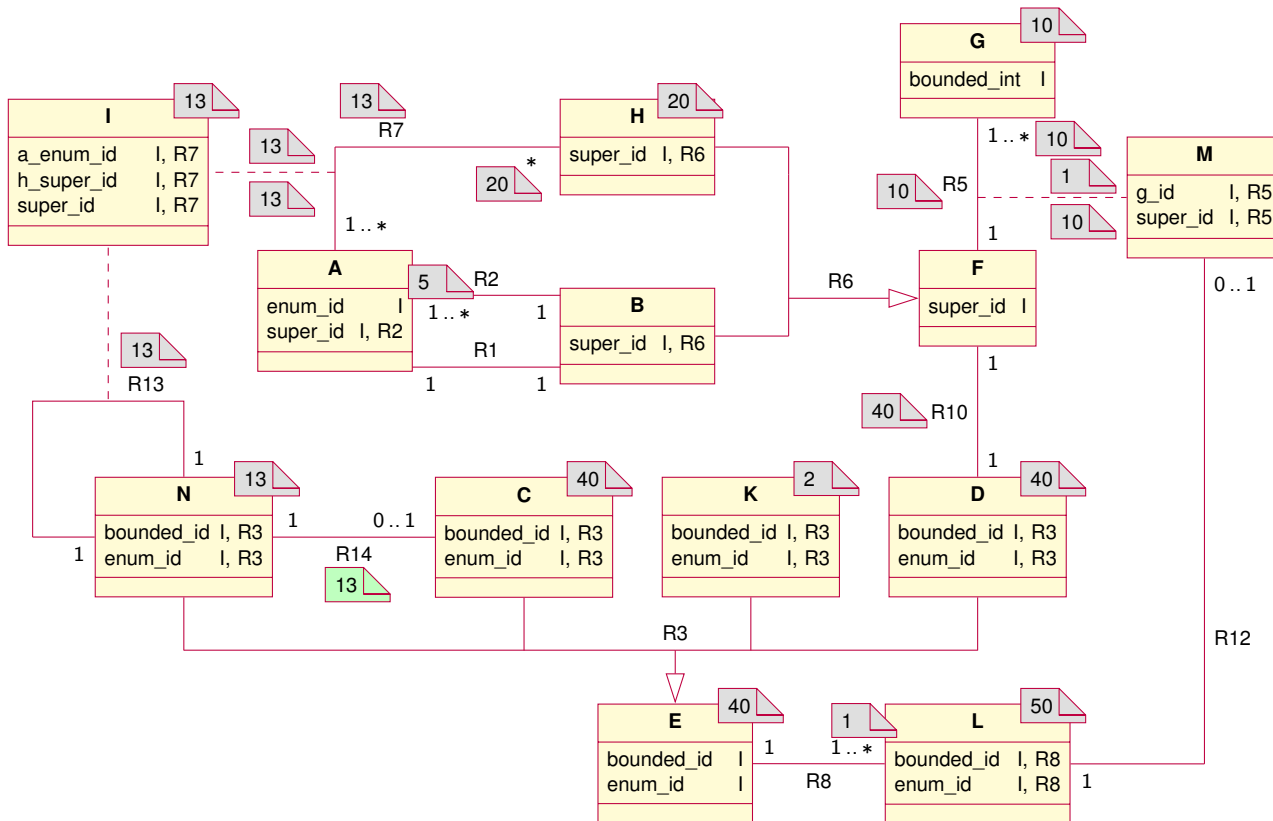 10
G
bounded_int I
1 .. *
10
13
I
a_enum_id I, R7
h_super_id I, R7
super_id I, R7
13
R7
13
13
20
H
super_id I, R6
*
20
10
R5
1
10
M
g_id I, R5
super_id I, R5
0 .. 1
1 .. *
A
enum_id I
super_id I, R2
5
R2
1 .. *
1
R1
1
1
B
super_id I, R6
R6
1
F
super_id I
1
40
R10
1
13
R13
1
1
13
N
bounded_id I, R3
enum_id I, R3
1
0 .. 1
R14
13
40
C
bounded_id I, R3
enum_id I, R3
2
K
bounded_id I, R3
enum_id I, R3
40
D
bounded_id I, R3
enum_id I, R3
R3
R12
40
E
bounded_id I
enum_id I
1
1
1 .. *
R8
50
L
bounded_id I, R8
enum_id I, R8
1